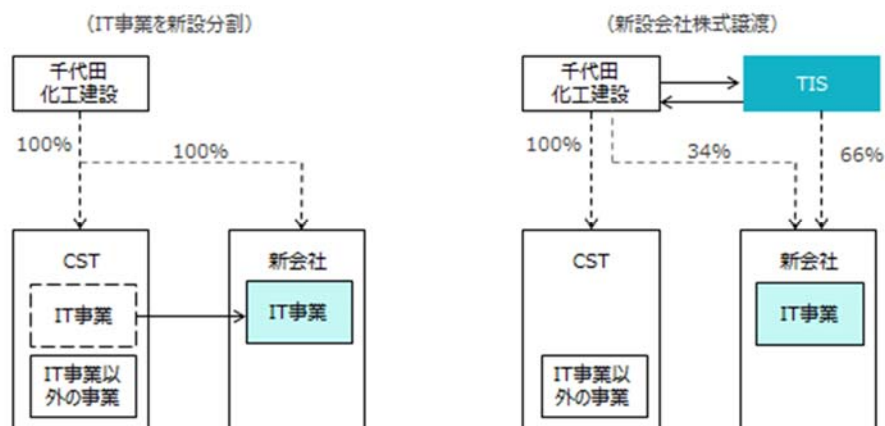 （IT事業を新設分割）
千代田
化工建設
100%
100%
CST
IT事業
IT事業以
外の事業
新会社
IT事業
（新設会社株式譲渡）
千代田
化工建設
TIS
100%
34%
66%
CST
IT事業以
外の事業
新会社
IT事業